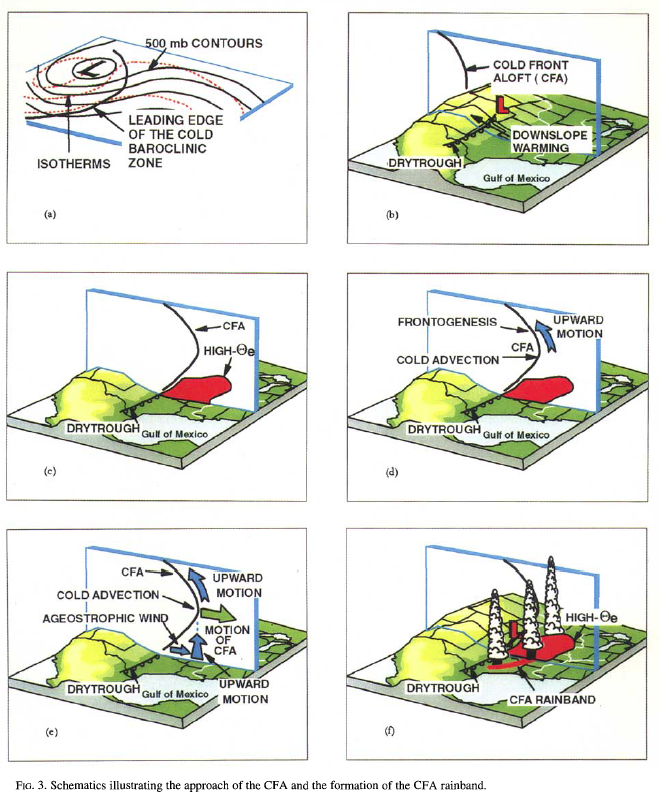 500 mb CONTOURS
L
LEADING EDGE
OF THE COLD
BAROCLINIC
ZONE
ISOTHERMS
(a)
COLD FRONT
ALOFT ( CFA)
L
DOWNSLOPE
WARMING
DRYTROUGH
Gulf of Mexico
(b)
CFA
HIGH-Θe
DRYTROUGH
Gulf of Mexico
(c)
FRONTOGENESIS
UPWARD
MOTION
CFA
COLD ADVECTION
DRYTROUGH
Gulf of Mexico
(d)
CFA
UPWARD
MOTION
COLD ADVECTION
AGEOSTROPHIC WIND
MOTION
OF
CFA
DRYTROUGH
Gulf of Mexico
UPWARD
MOTION
(e)
L
HIGH-Θe
DRYTROUGH
CFA RAINBAND
(f)
FIG. 3. Schematics illustrating the approach of the CFA and the formation of the CFA rainband.